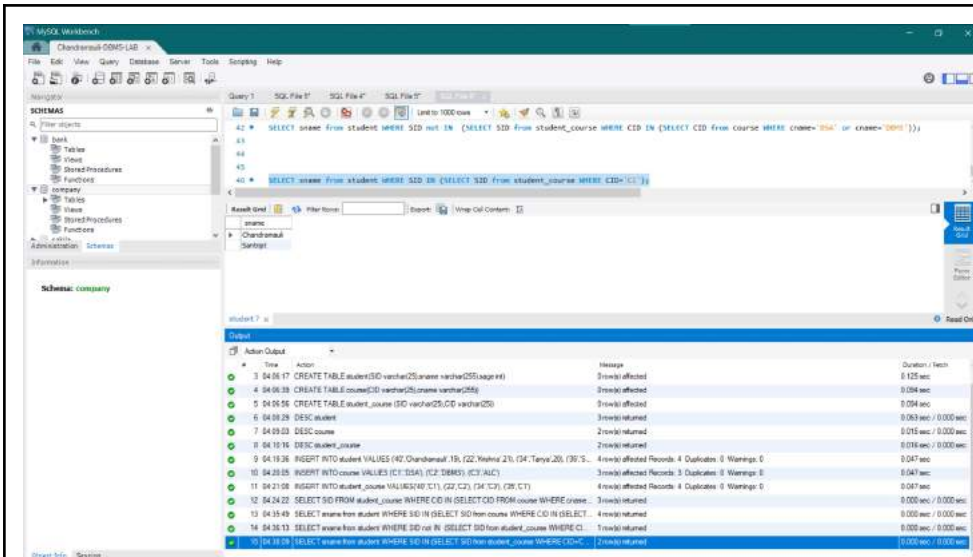 MySQL Workbench
Chandramauli-DBMS-LAB
File Edit View Query Database Server Tools Scripting Help
Navigator
Query 1 SQL File 3* SQL File 4* SQL File 5*
SCHEMAS
Filter objects
Limit to 1000 rows
bank
Tables
Views
Stored Procedures
Functions
company
Tables
Views
Stored Procedures
Functions
42 SELECT sname from student WHERE SID not IN (SELECT SID from student_course WHERE CID IN (SELECT CID from course WHERE cname="DSA" or cname="DBMS"));
43
44
45
46 SELECT sname from student WHERE SID IN (SELECT SID from student_course WHERE CID='C1');
Result Grid Filter Rows: Export: Wrap Cell Content:
sname
Chandramauli
Result Grid
Form Editor
Administration Schemas
Information
Schema: company
student 7
Read Onl
Output
Action Output
# Time Action Message Duration / Fetch
3 04:06:17 CREATE TABLE student(SID varchar(25),sname varchar(255),sage int) 0 row(s) affected 0.125 sec
4 04:06:39 CREATE TABLE course(CID varchar(25),cname varchar(255)) 0 row(s) affected 0.094 sec
5 04:06:56 CREATE TABLE student_course (SID varchar(25),CID varchar(25)) 0 row(s) affected 0.094 sec
6 04:08:29 DESC student 3 row(s) returned 0.063 sec / 0.000 sec
7 04:09:03 DESC course 2 row(s) returned 0.015 sec / 0.000 sec
8 04:10:16 DESC student_course 2 row(s) returned 0.016 sec / 0.000 sec
9 04:19:36 INSERT INTO student VALUES ('40','Chandramauli',19), ('22','Krishna',21), ('34','Tanya',20), ('39','S... 4 row(s) affected Records: 4 Duplicates: 0 Warnings: 0 0.047 sec
10 04:20:05 INSERT INTO course VALUES ('C1','DSA'), ('C2','DBMS'), ('C3','ALC') 3 row(s) affected Records: 3 Duplicates: 0 Warnings: 0 0.047 sec
11 04:21:08 INSERT INTO student_course VALUES('40','C1'), ('22','C2'), ('34','C3'), ('39','C1') 4 row(s) affected Records: 4 Duplicates: 0 Warnings: 0 0.047 sec
12 04:24:22 SELECT SID FROM student_course WHERE CID IN (SELECT CID FROM course WHERE cname... 3 row(s) returned 0.000 sec / 0.000 sec
13 04:35:49 SELECT sname from student WHERE SID IN (SELECT SID from course WHERE CID IN (SELECT... 4 row(s) returned 0.000 sec / 0.000 sec
14 04:36:13 SELECT sname from student WHERE SID not IN (SELECT SID from student_course WHERE CI... 1 row(s) returned 0.000 sec / 0.000 sec
15 04:38:09 SELECT sname from student WHERE SID IN (SELECT SID from student_course WHERE CID=C... 2 row(s) returned 0.000 sec / 0.000 sec
Object Info Session